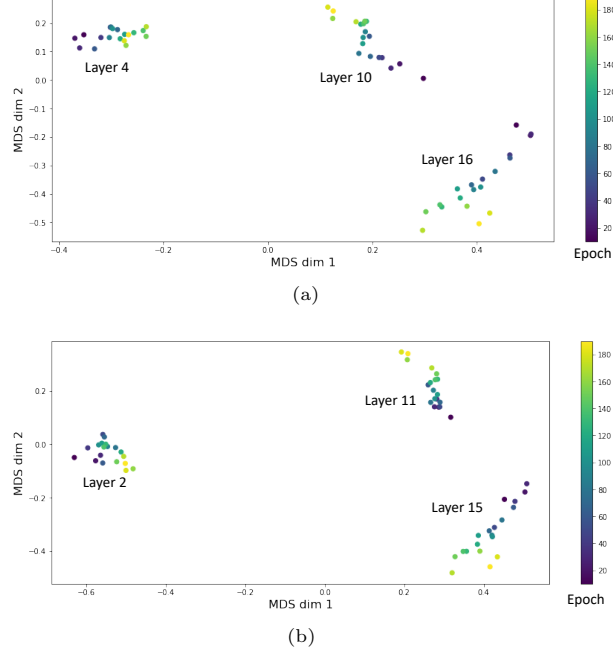 0.2
0.1
0.0
−0.1
−0.2
−0.3
−0.4
−0.5
MDS dim 2
Layer 4
Layer 10
Layer 16
−0.4
−0.2
0.0
0.2
0.4
MDS dim 1
180
160
140
120
100
80
60
40
20
Epoch
(a)
0.2
0.0
−0.2
−0.4
MDS dim 2
Layer 11
Layer 2
Layer 15
−0.6
−0.4
−0.2
0.0
0.2
0.4
MDS dim 1
180
160
140
120
100
80
60
40
20
Epoch
(b)